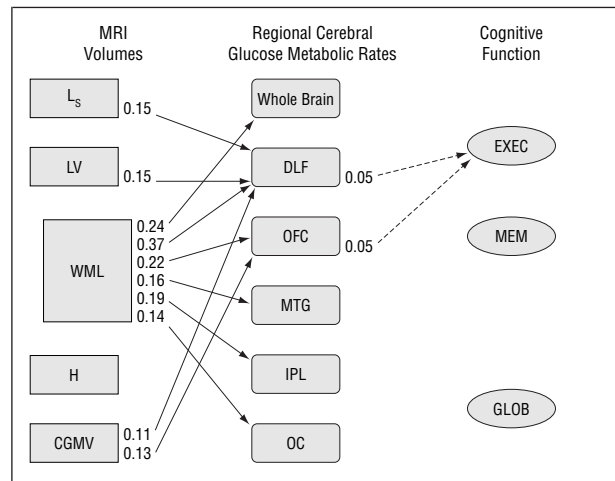 MRI
Volumes
Regional Cerebral
Glucose Metabolic Rates
Cognitive
Function
LS
0.15
LV
0.15
WML
0.24
0.37
0.22
0.16
0.19
0.14
H
CGMV
0.11
0.13
Whole Brain
DLF
0.05
OFC
0.05
MTG
IPL
OC
EXEC
MEM
GLOB